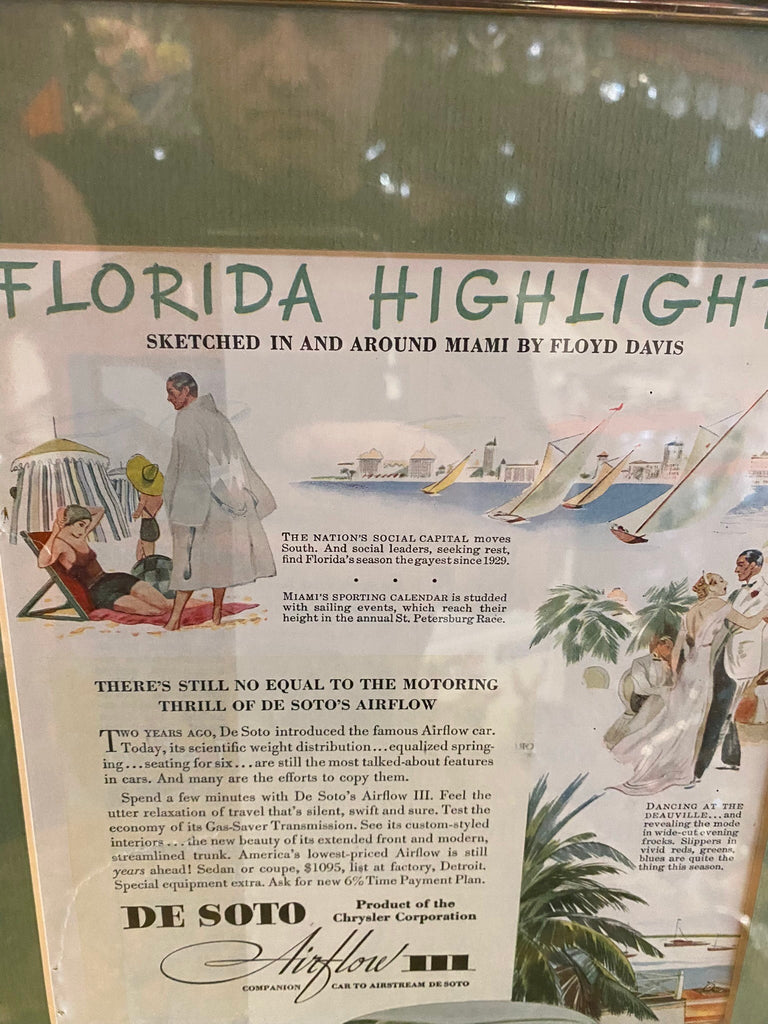 FLORIDA HIGHLIGHT
SKETCHED IN AND AROUND MIAMI BY FLOYD DAVIS
THE NATION'S SOCIAL CAPITAL moves
South. And social leaders, seeking rest,
find Florida's season the gayest since 1929.
MIAMI'S SPORTING CALENDAR is studded
with sailing events, which reach their
height in the annual St. Petersburg Race.
THERE'S STILL NO EQUAL TO THE MOTORING
THRILL OF DE SOTO'S AIRFLOW
TWO YEARS AGO, De Soto introduced the famous Airflow car.
Today, its scientific weight distribution...equalized spring-
ing...seating for six...are still the most talked-about features
in cars. And many are the efforts to copy them.
Spend a few minutes with De Soto's Airflow III. Feel the
utter relaxation of travel that's silent, swift and sure. Test the
economy of its Gas-Saver Transmission. See its custom-styled
interiors...the new beauty of its extended front and modern,
streamlined trunk. America's lowest-priced Airflow is still
years ahead! Sedan or coupe, $1095, list at factory, Detroit.
Special equipment extra. Ask for new 6% Time Payment Plan.
DE SOTO Product of the
Chrysler Corporation
Airflow III
COMPANION CAR TO AIRSTREAM DE SOTO
DANCING AT THE
DEAUVILLE...and
revealing the mode
in wide-cut evening
frocks. Slippers in
vivid reds, greens,
blues are quite the
thing this season.